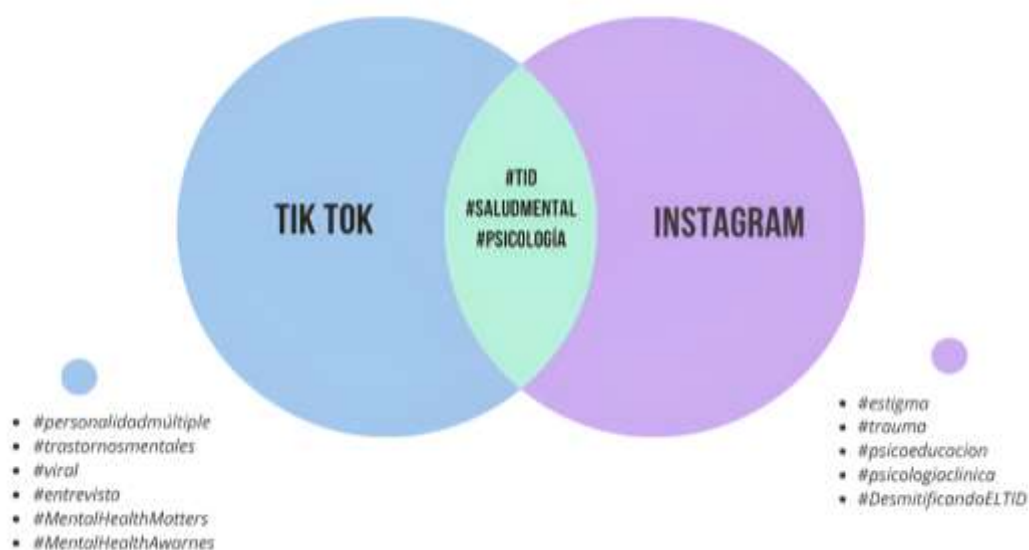 TIK TOK
#TID
#SALUDMENTAL
#PSICOLOGÍA
INSTAGRAM
#personalidadmúltiple
#trastornosmentales
#viral
#entrevista
#MentalHealthMatters
#MentalHealthAwarnes
#estigma
#trauma
#psicoeducacion
#psicologiaclinica
#DesmitificandoELTID